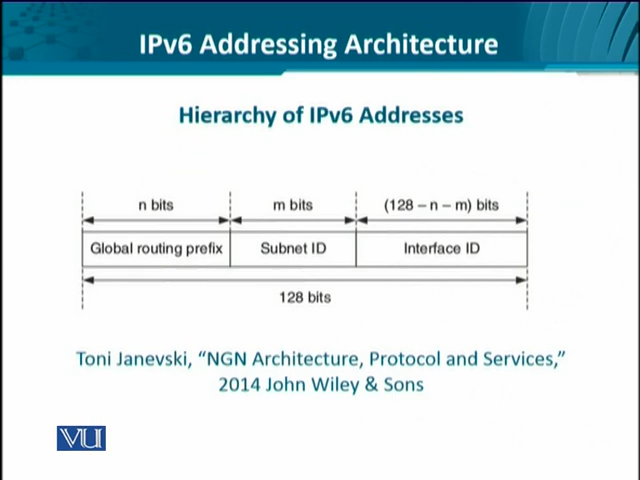 IPv6 Addressing Architecture
Hierarchy of IPv6 Addresses
n bits m bits (128 – n – m) bits
Global routing prefix Subnet ID Interface ID
128 bits
Toni Janevski, “NGN Architecture, Protocol and Services,”
2014 John Wiley & Sons
VU